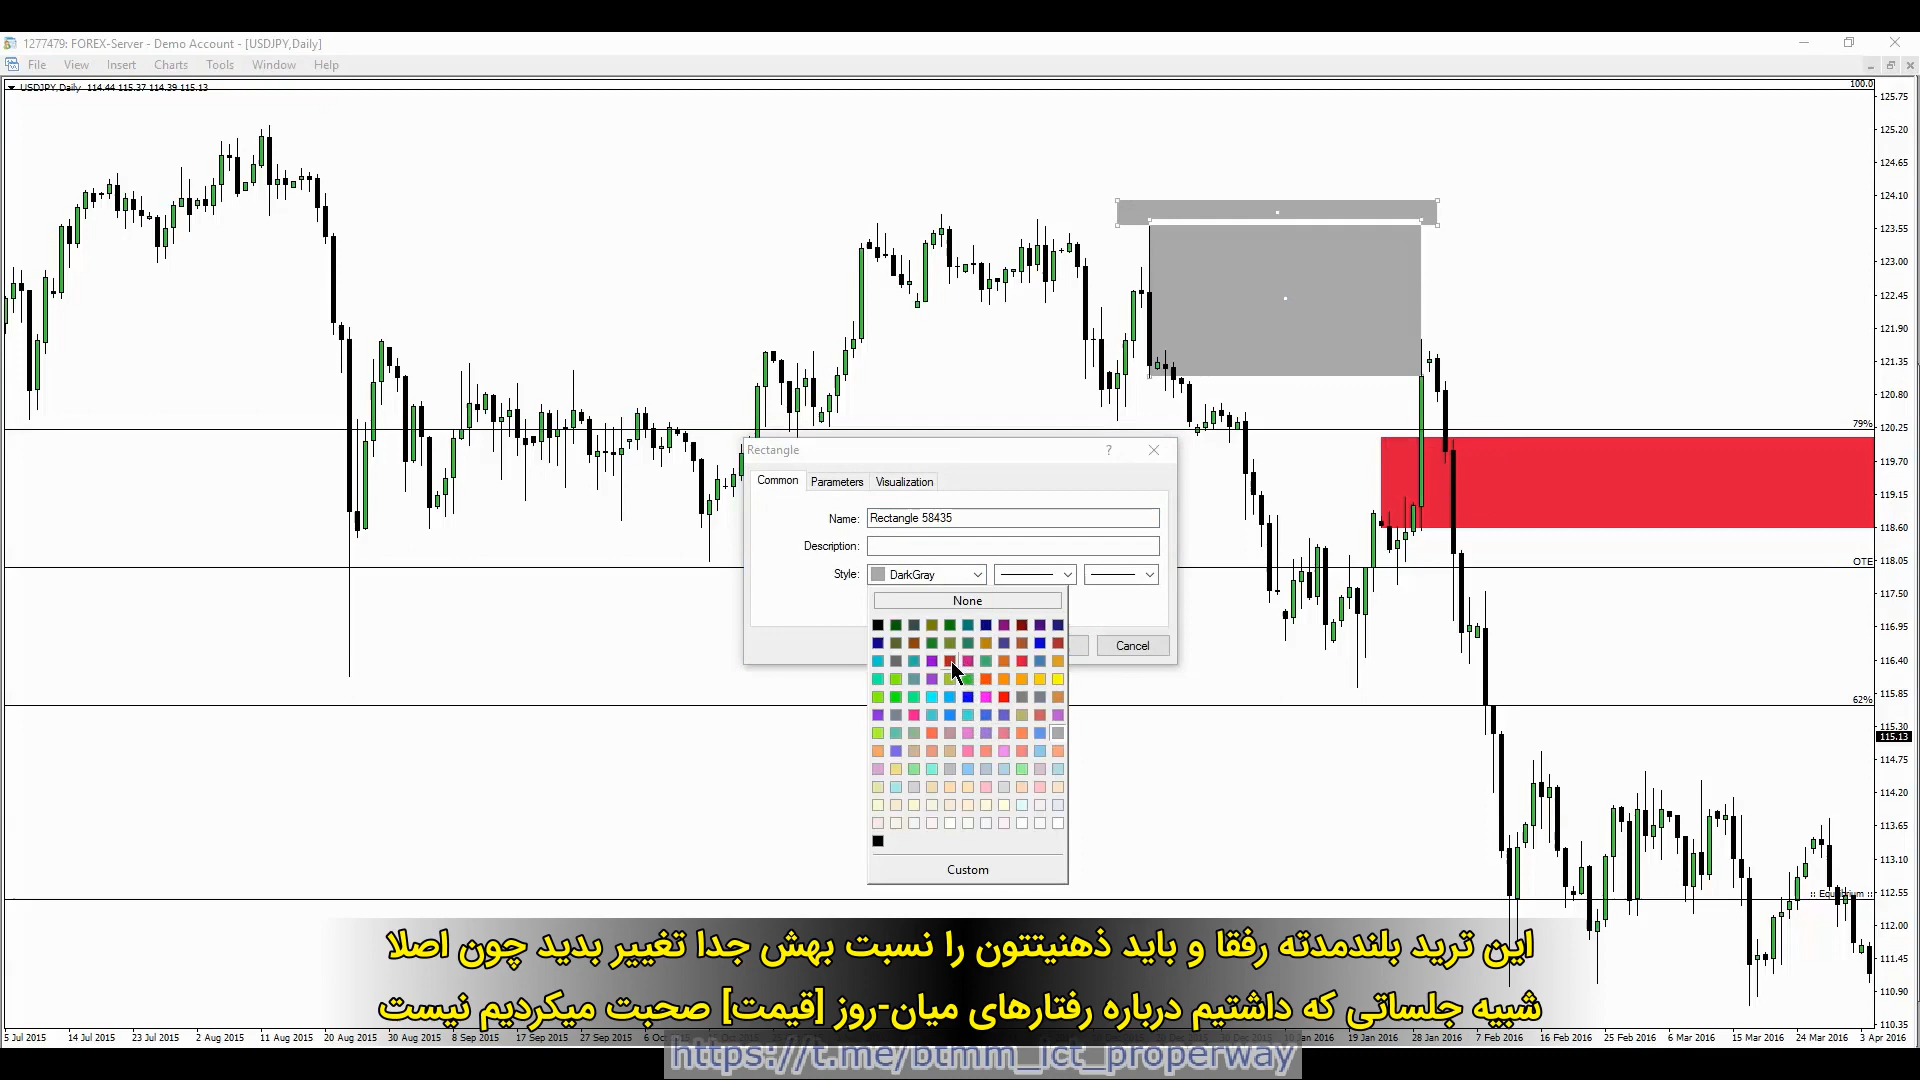 1277479: FOREX-Server - Demo Account - [USDJPY,Daily]
File View Insert Charts Tools Window Help
USDJPY,Daily 114.44 115.37 114.39 115.13
100.0
125.75
125.20
124.65
124.10
123.55
123.00
122.45
121.90
121.35
120.80
79%
120.25
119.70
119.15
118.60
OTE
118.05
117.50
116.95
116.40
115.85
62%
115.30
115.13
114.75
114.20
113.65
113.10
112.55
:: Equilibrium ::
112.00
111.45
110.90
110.35
Rectangle
?
Common Parameters Visualization
Name: Rectangle 58435
Description:
Style: DarkGray
None
Cancel
Custom
این ترید بلندمدته رفقا و باید ذهنیتتون را نسبت بهش جدا تغییر بدید چون اصلا
شبیه جلساتی که داشتیم درباره رفتارهای میان-روز [قیمت] صحبت میکردیم نیست
5 Jul 2015 14 Jul 2015 2 Aug 2015 11 Aug 2015 20 Aug 2015 30 Aug 2015 8 Sep 2015 17 Sep 2015 27 Sep 2015 6 Oct 2015 19 Jan 2016 28 Jan 2016 7 Feb 2016 16 Feb 2016 25 Feb 2016 6 Mar 2016 15 Mar 2016 24 Mar 2016 3 Apr 2016
https://t.me/btmm_ict_properway